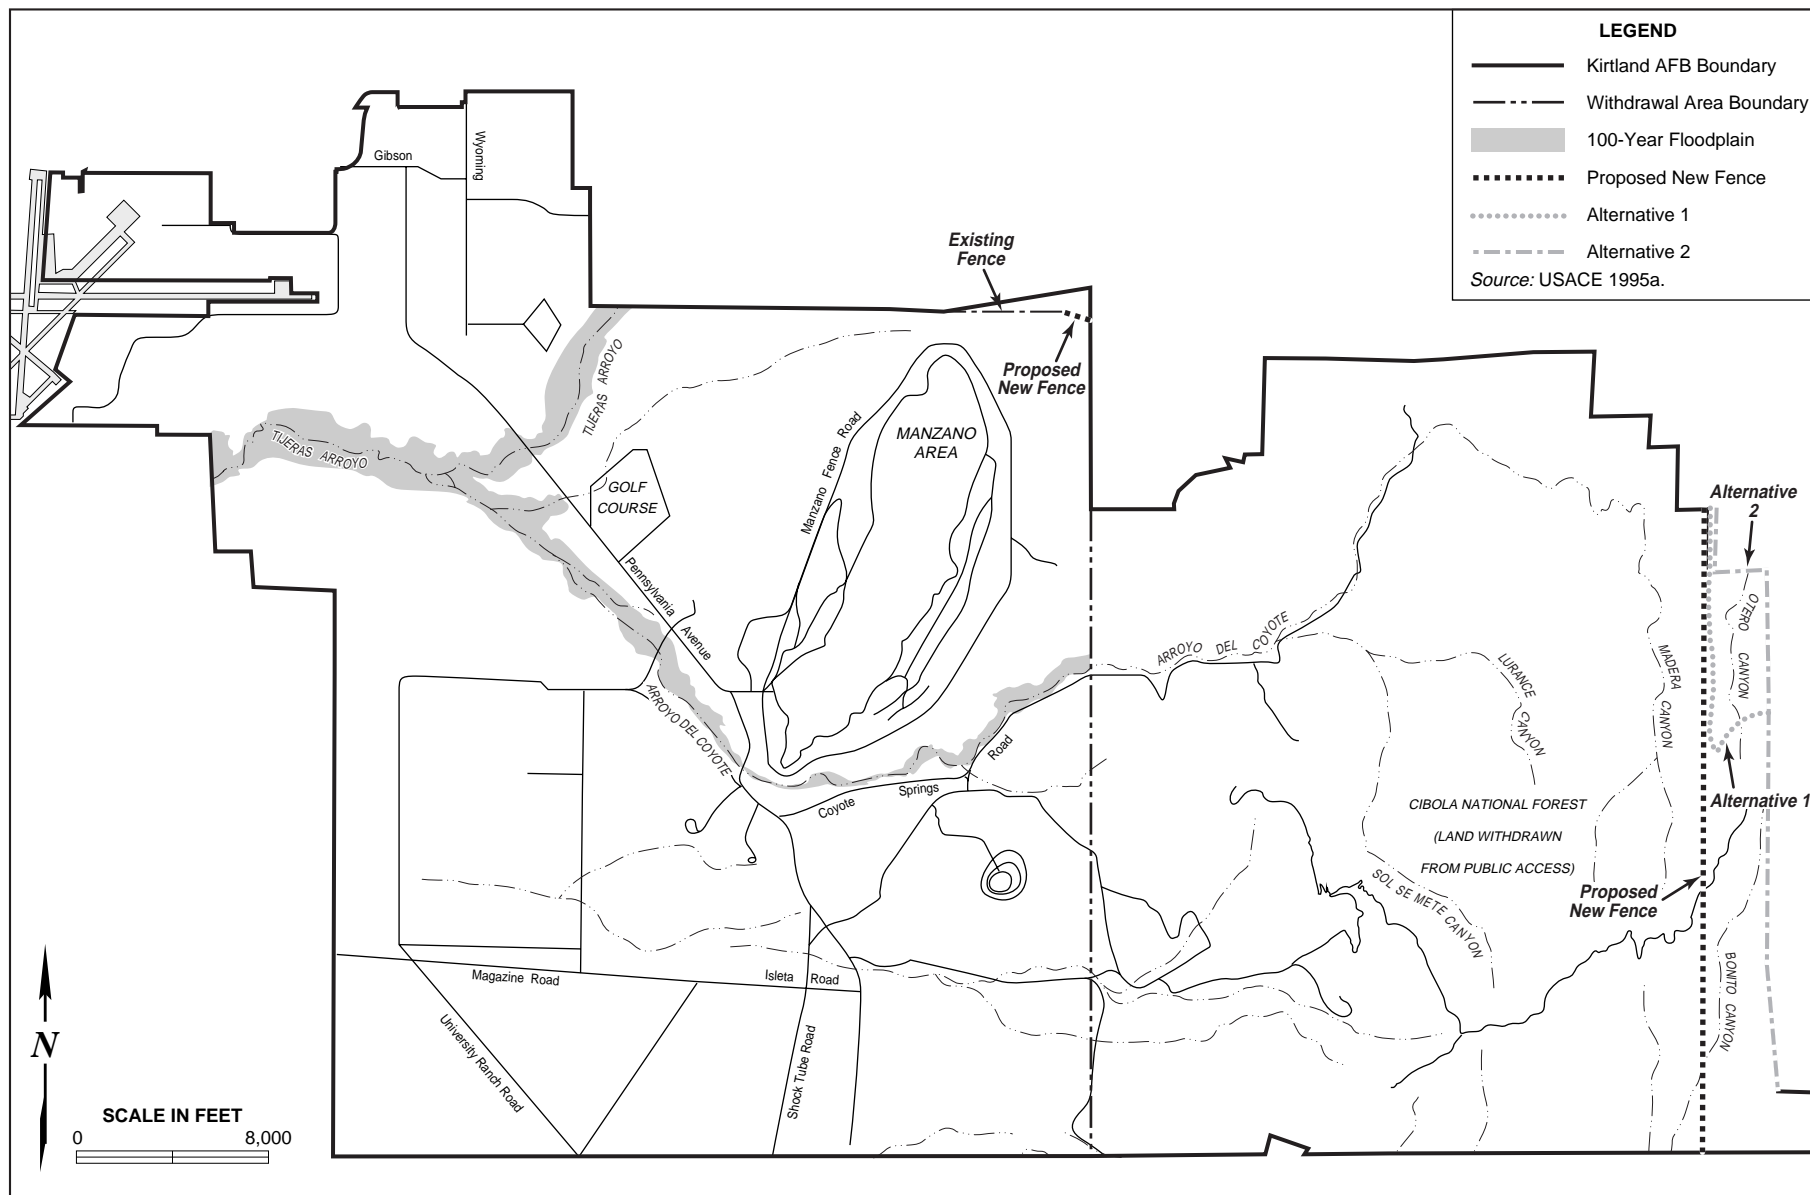 LEGEND
Kirtland AFB Boundary
Withdrawal Area Boundary
100-Year Floodplain
Proposed New Fence
Alternative 1
Alternative 2
Source: USACE 1995a.
Wyoming
Gibson
Existing
Fence
Proposed
New Fence
TIJERAS ARROYO
TIJERAS ARROYO
Manzano Fence Road
MANZANO
AREA
GOLF
COURSE
Alternative
2
Pennsylvania Avenue
ARROYO DEL COYOTE
OTERO CANYON
LURANCE CANYON
MADERA CANYON
ARROYO DEL COYOTE
Coyote Springs Road
CIBOLA NATIONAL FOREST
(LAND WITHDRAWN
FROM PUBLIC ACCESS)
Alternative 1
SOL SE METE CANYON
Proposed
New Fence
BONITO CANYON
Magazine Road
Isleta Road
University Ranch Road
Shock Tube Road
N
SCALE IN FEET
0 8,000